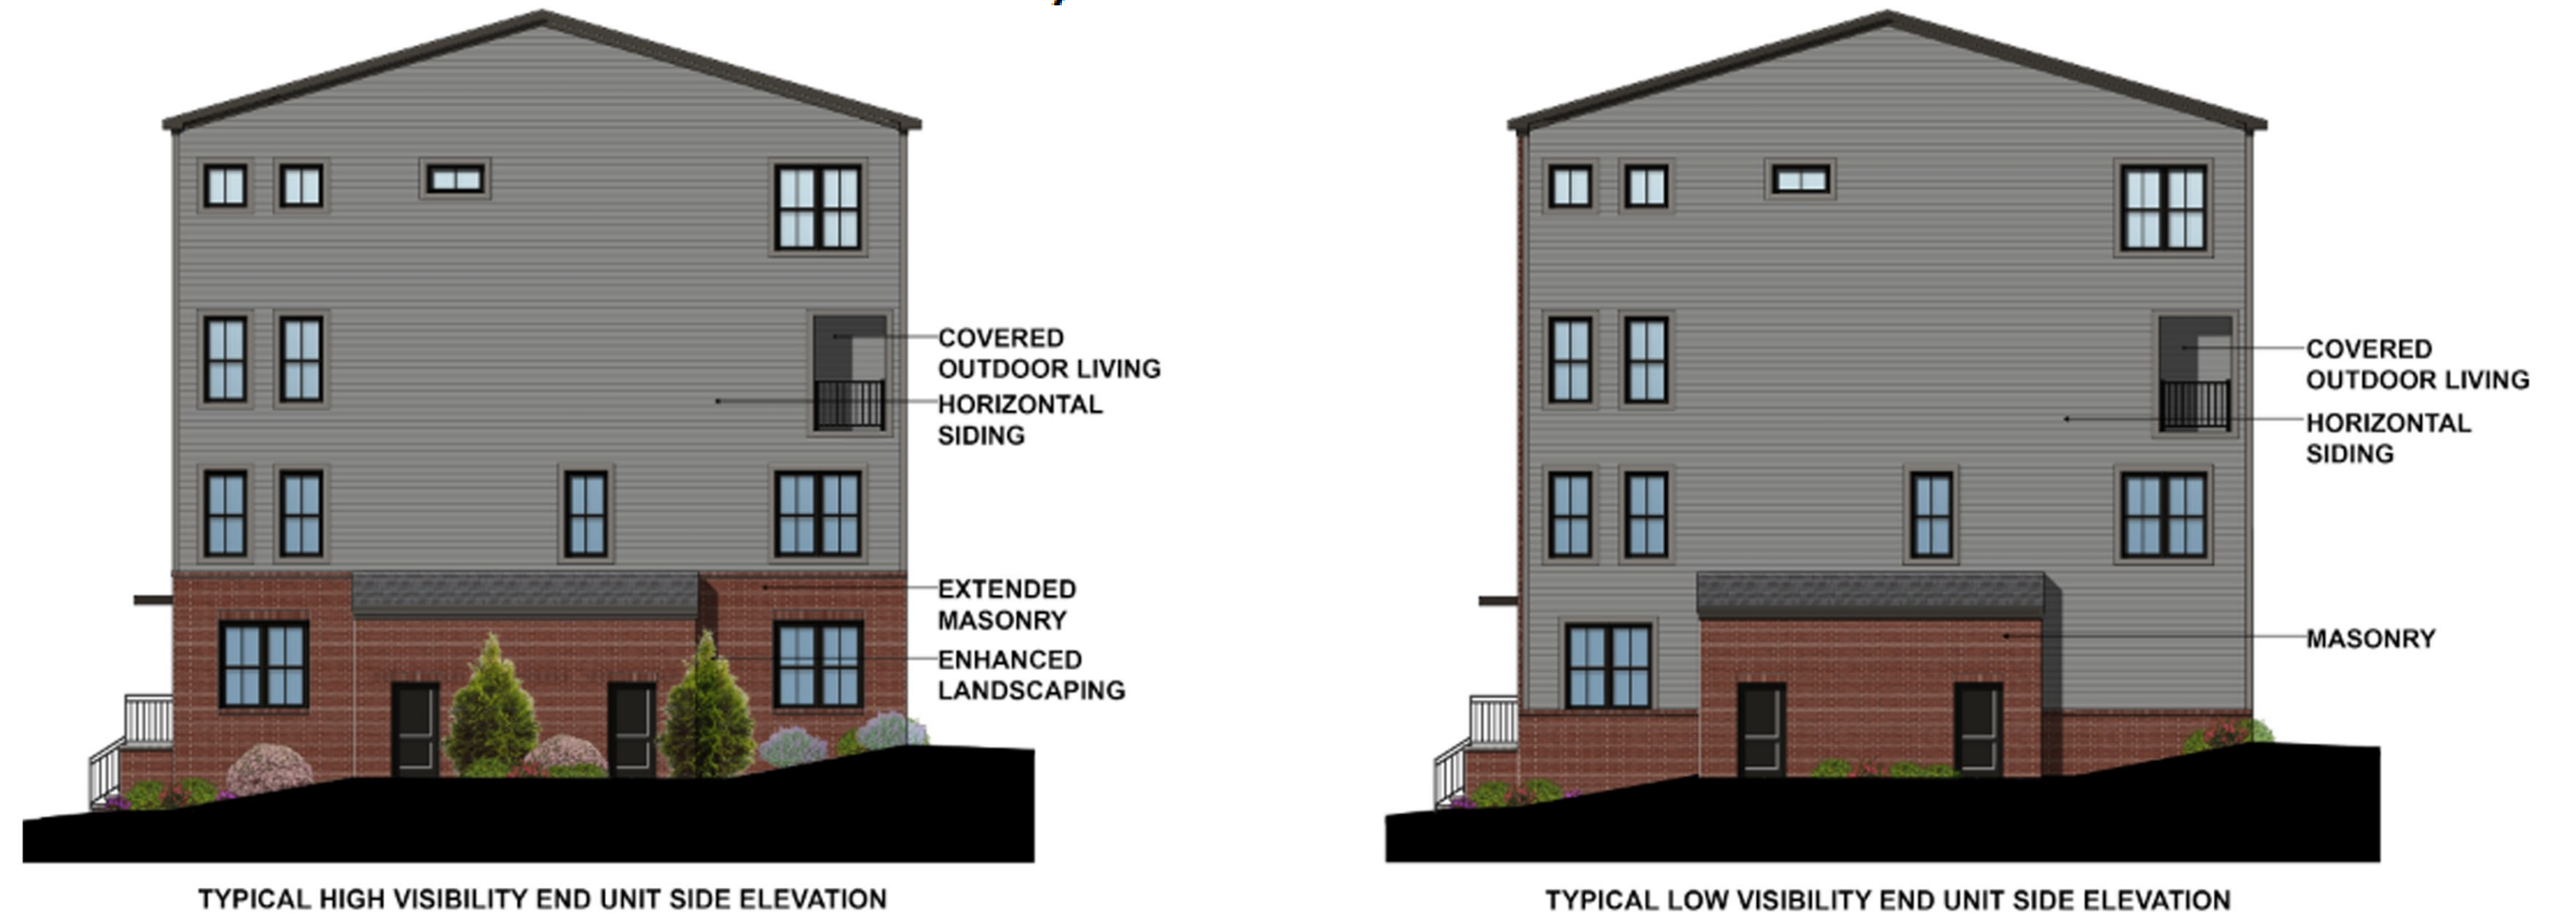 COVERED
OUTDOOR LIVING
HORIZONTAL
SIDING
EXTENDED
MASONRY
ENHANCED
LANDSCAPING
TYPICAL HIGH VISIBILITY END UNIT SIDE ELEVATION
COVERED
OUTDOOR LIVING
HORIZONTAL
SIDING
MASONRY
TYPICAL LOW VISIBILITY END UNIT SIDE ELEVATION